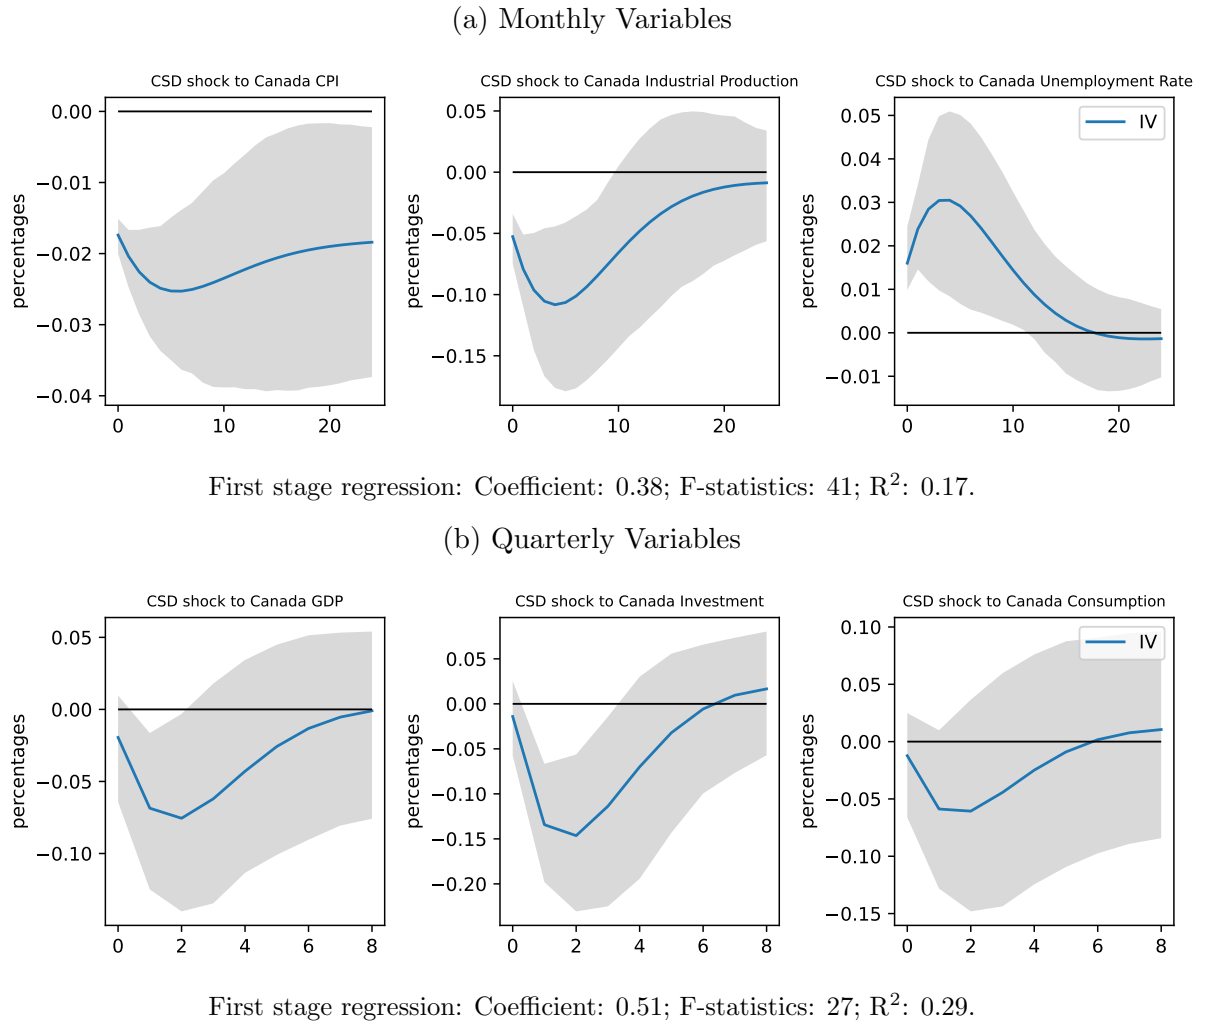 (a) Monthly Variables
CSD shock to Canada CPI
CSD shock to Canada Industrial Production
CSD shock to Canada Unemployment Rate
percentages
0.00
−0.01
−0.02
−0.03
−0.04
0 10 20
percentages
0.05
0.00
−0.05
−0.10
−0.15
0 10 20
percentages
0.05
0.04
0.03
0.02
0.01
0.00
−0.01
0 10 20
IV
First stage regression: Coefficient: 0.38; F-statistics: 41; R²: 0.17.
(b) Quarterly Variables
CSD shock to Canada GDP
CSD shock to Canada Investment
CSD shock to Canada Consumption
percentages
0.05
0.00
−0.05
−0.10
0 2 4 6 8
percentages
0.05
0.00
−0.05
−0.10
−0.15
−0.20
0 2 4 6 8
percentages
0.10
0.05
0.00
−0.05
−0.10
−0.15
0 2 4 6 8
IV
First stage regression: Coefficient: 0.51; F-statistics: 27; R²: 0.29.